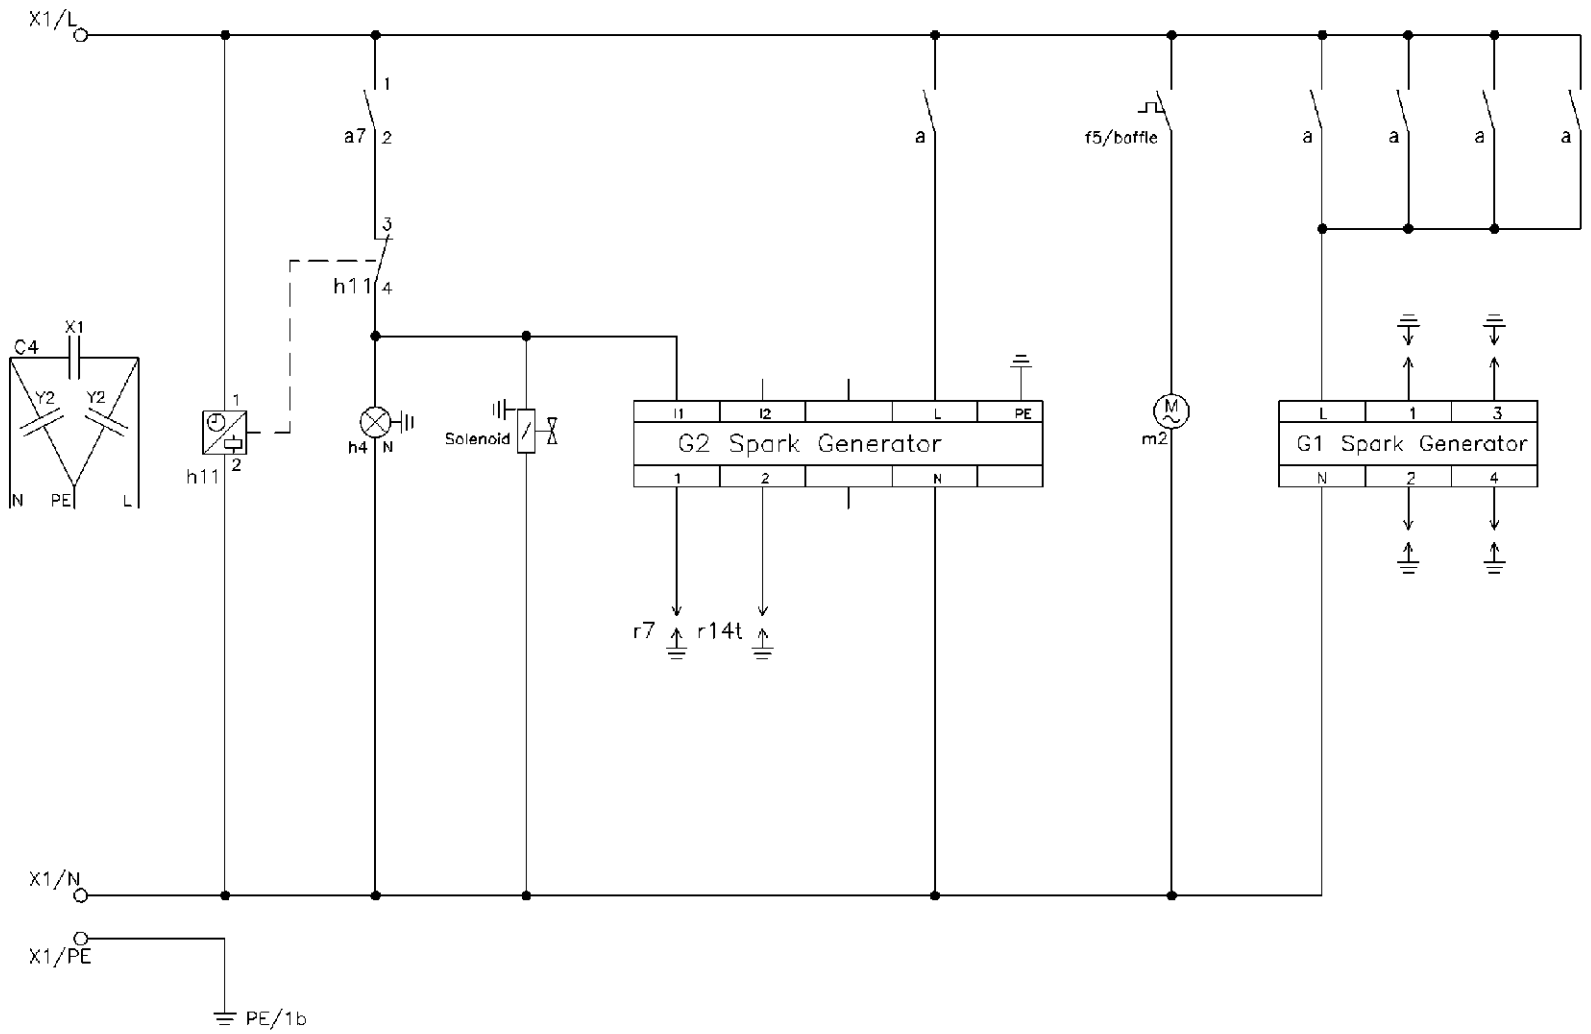 X1/L
1
a7 2
a
f5/baffle
a
a
a
a
3
h11 4
X1
C4
Y2 Y2
N PE L
1
2
h11
h4 N
Solenoid
I1 I2 L PE
G2 Spark Generator
1 2 N
M
m2
L 1 3
G1 Spark Generator
N 2 4
r7 r14t
X1/N
X1/PE
PE/1b